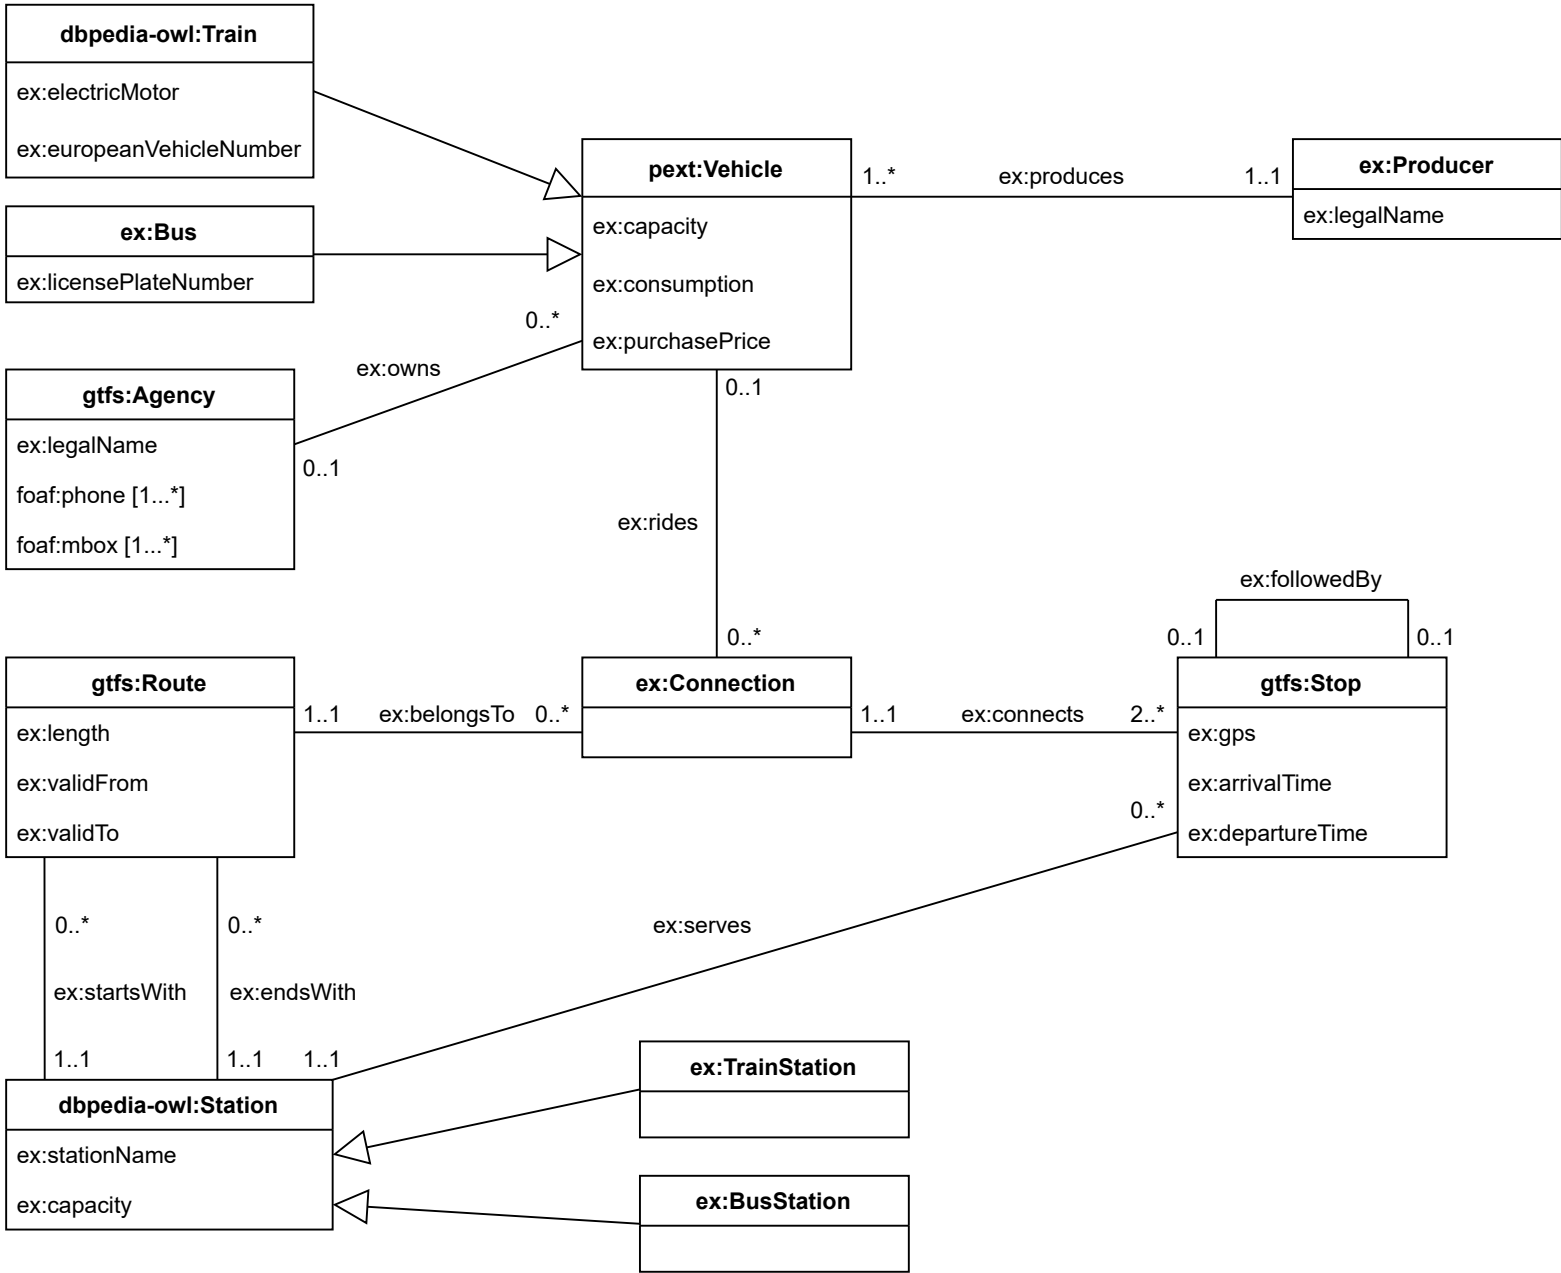 dbpedia-owl:Train
ex:electricMotor
ex:europeanVehicleNumber
ex:Bus
ex:licensePlateNumber
pext:Vehicle
ex:capacity
ex:consumption
ex:purchasePrice
1..*
ex:produces
1..1
ex:Producer
ex:legalName
0..*
ex:owns
0..1
gtfs:Agency
ex:legalName
foaf:phone [1...*]
foaf:mbox [1...*]
0..1
ex:rides
0..*
ex:followedBy
0..1
0..1
gtfs:Route
ex:length
ex:validFrom
ex:validTo
1..1
ex:belongsTo
0..*
ex:Connection
1..1
ex:connects
2..*
gtfs:Stop
ex:gps
ex:arrivalTime
ex:departureTime
0..*
ex:serves
1..1
0..*
ex:startsWith
1..1
0..*
ex:endsWith
1..1
dbpedia-owl:Station
ex:stationName
ex:capacity
ex:TrainStation
ex:BusStation